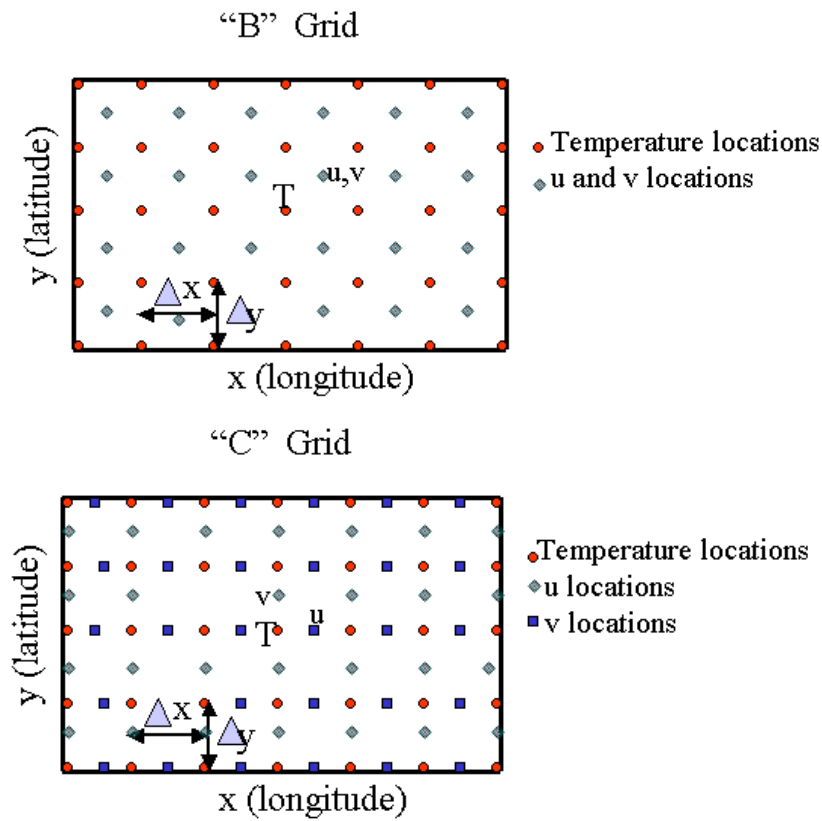 “B” Grid
y (latitude)
u,v
T
Δx
Δy
x (longitude)
Temperature locations
u and v locations
“C” Grid
y (latitude)
v
u
T
Δx
Δy
x (longitude)
Temperature locations
u locations
v locations